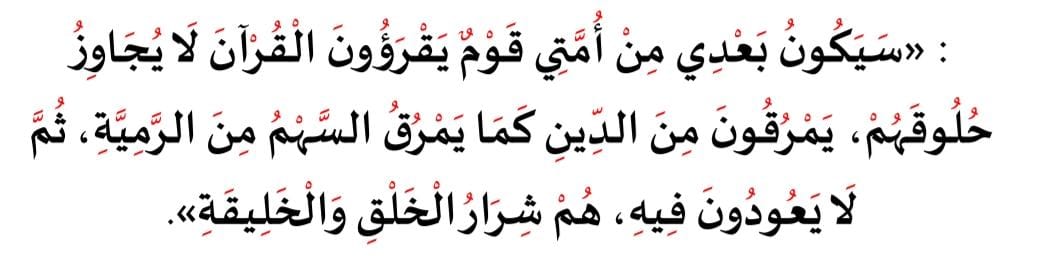 : «سَيَكُونُ بَعْدِي مِنْ أُمَّتِي قَوْمٌ يَقْرَؤُونَ الْقُرْآنَ لَا يُجَاوِزُ
حُلُوقَهُمْ، يَمْرُقُونَ مِنَ الدِّينِ كَمَا يَمْرُقُ السَّهْمُ مِنَ الرَّمِيَّةِ، ثُمَّ
لَا يَعُودُونَ فِيهِ، هُمْ شِرَارُ الْخَلْقِ وَالْخَلِيقَةِ».